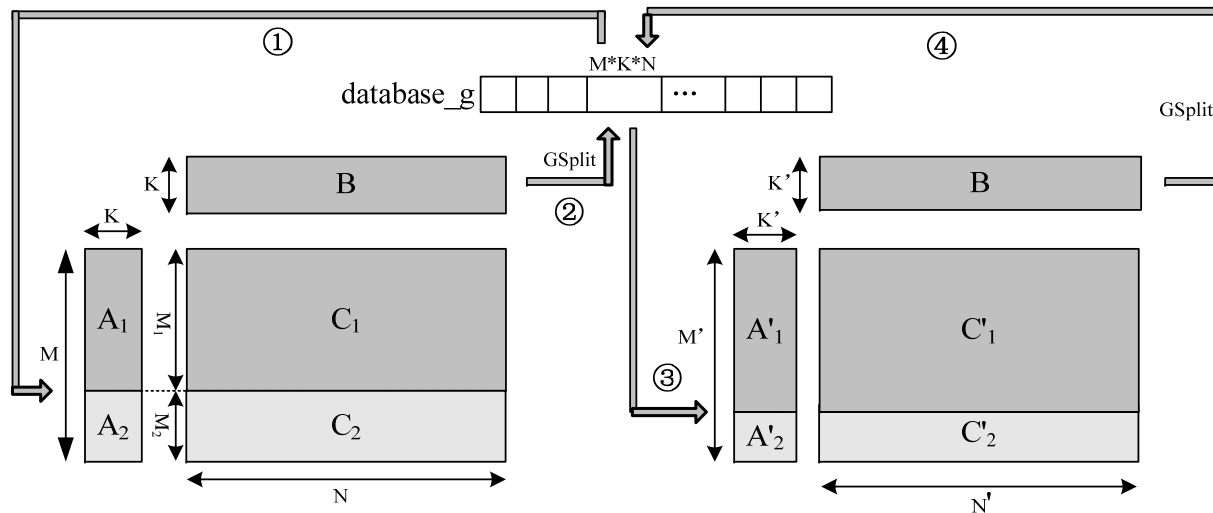 ①
④
M*K*N
database_g
...
GSplit
GSplit
K
B
②
K’
B
K
K’
M
A₁
M₁
C₁
M’
A'₁
C'₁
③
A₂
M₂
C₂
A'₂
C'₂
N
N'